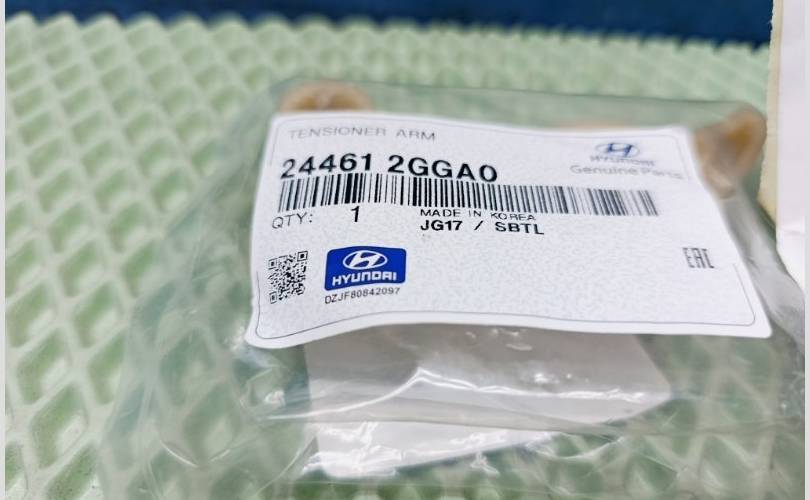 TENSIONER ARM
24461 2GGA0
HYUNDAI
Genuine Parts
QTY: 1
MADE IN KOREA
JG17 / SBTL
HYUNDAI
DZJF80842097
EAC